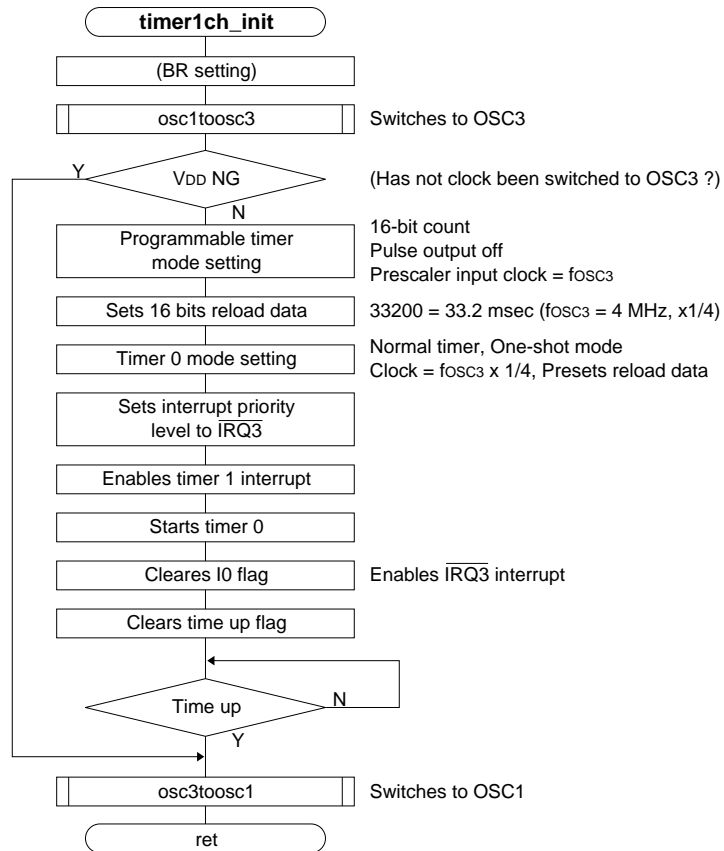 timer1ch_init
(BR setting)
osc1toosc3 Switches to OSC3
Y VDD NG (Has not clock been switched to OSC3 ?)
N
Programmable timer
mode setting
16-bit count
Pulse output off
Prescaler input clock = fOSC3
Sets 16 bits reload data 33200 = 33.2 msec (fOSC3 = 4 MHz, x1/4)
Timer 0 mode setting
Normal timer, One-shot mode
Clock = fOSC3 x 1/4, Presets reload data
Sets interrupt priority
level to IRQ3
Enables timer 1 interrupt
Starts timer 0
Cleares I0 flag Enables IRQ3 interrupt
Clears time up flag
Time up N
Y
osc3toosc1 Switches to OSC1
ret